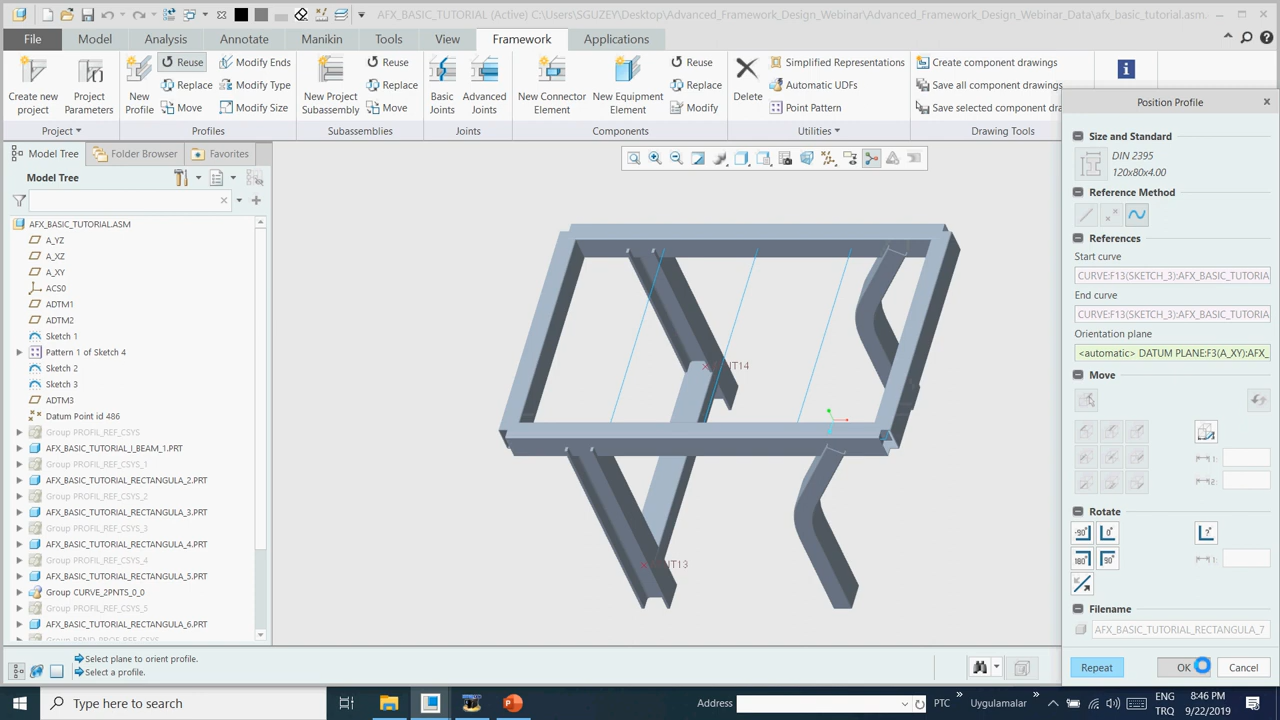 AFX_BASIC_TUTORIAL (Active) C:\Users\SGUZEY\Desktop\Advanced_Framework_Design_Webinar\Advanced_Framework_Design_Webinar_Data\afx_basic_tutorial.asm.
File Model Analysis Annotate Manikin Tools View Framework Applications
Create new project
Project Parameters
Project
New Profile
Reuse
Replace
Move
Modify Ends
Modify Type
Modify Size
Profiles
New Project Subassembly
Reuse
Replace
Move
Subassemblies
Basic Joints
Advanced Joints
Joints
New Connector Element
New Equipment Element
Reuse
Replace
Modify
Components
Delete
Simplified Representations
Automatic UDFs
Point Pattern
Utilities
Create component drawings
Save all component drawings
Save selected component dra
Drawing Tools
Model Tree
Folder Browser
Favorites
Model Tree
AFX_BASIC_TUTORIAL.ASM
A_YZ
A_XZ
A_XY
ACS0
ADTM1
ADTM2
Sketch 1
Pattern 1 of Sketch 4
Sketch 2
Sketch 3
ADTM3
Datum Point id 486
Group PROFIL_REF_CSYS
AFX_BASIC_TUTORIAL_I_BEAM_1.PRT
Group PROFIL_REF_CSYS_1
AFX_BASIC_TUTORIAL_RECTANGULA_2.PRT
Group PROFIL_REF_CSYS_2
AFX_BASIC_TUTORIAL_RECTANGULA_3.PRT
Group PROFIL_REF_CSYS_3
AFX_BASIC_TUTORIAL_RECTANGULA_4.PRT
Group PROFIL_REF_CSYS_4
AFX_BASIC_TUTORIAL_RECTANGULA_5.PRT
Group CURVE_2PNTS_0_0
Group PROFIL_REF_CSYS_5
AFX_BASIC_TUTORIAL_RECTANGULA_6.PRT
NT14
NT13
Position Profile
Size and Standard
DIN 2395
120x80x4.00
Reference Method
References
Start curve
CURVE:F13(SKETCH_3):AFX_BASIC_TUTORIA
End curve
CURVE:F13(SKETCH_3):AFX_BASIC_TUTORIA
Orientation plane
<automatic> DATUM PLANE:F3(A_XY):AFX_
Move
1:
2:
Rotate
-90° 0° ?
180° 90° 1:
Filename
AFX_BASIC_TUTORIAL_RECTANGULA_7
Repeat OK Cancel
Select plane to orient profile.
Select a profile.
Type here to search
Address
PTC
Uygulamalar
ENG
TRQ
8:46 PM
9/22/2019